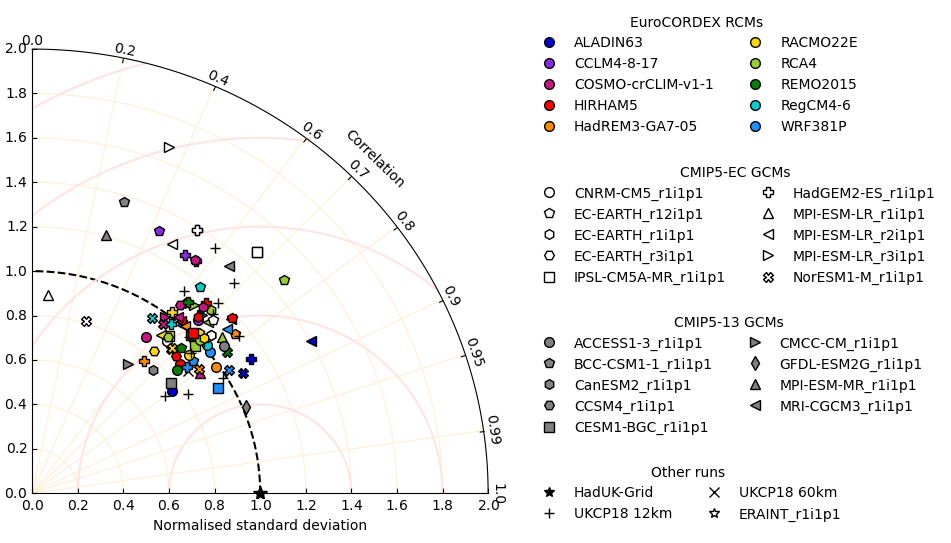 0.0
0.2
0.4
0.6
0.7
0.8
0.9
0.95
0.99
1.0
Correlation
2.0
1.8
1.6
1.4
1.2
1.0
0.8
0.6
0.4
0.2
0.0
0.0 0.2 0.4 0.6 0.8 1.0 1.2 1.4 1.6 1.8 2.0
Normalised standard deviation
EuroCORDEX RCMs
ALADIN63 RACMO22E
CCLM4-8-17 RCA4
COSMO-crCLIM-v1-1 REMO2015
HIRHAM5 RegCM4-6
HadREM3-GA7-05 WRF381P
CMIP5-EC GCMs
CNRM-CM5_r1i1p1 HadGEM2-ES_r1i1p1
EC-EARTH_r12i1p1 MPI-ESM-LR_r1i1p1
EC-EARTH_r1i1p1 MPI-ESM-LR_r2i1p1
EC-EARTH_r3i1p1 MPI-ESM-LR_r3i1p1
IPSL-CM5A-MR_r1i1p1 NorESM1-M_r1i1p1
CMIP5-13 GCMs
ACCESS1-3_r1i1p1 CMCC-CM_r1i1p1
BCC-CSM1-1_r1i1p1 GFDL-ESM2G_r1i1p1
CanESM2_r1i1p1 MPI-ESM-MR_r1i1p1
CCSM4_r1i1p1 MRI-CGCM3_r1i1p1
CESM1-BGC_r1i1p1
Other runs
HadUK-Grid UKCP18 60km
UKCP18 12km ERAINT_r1i1p1